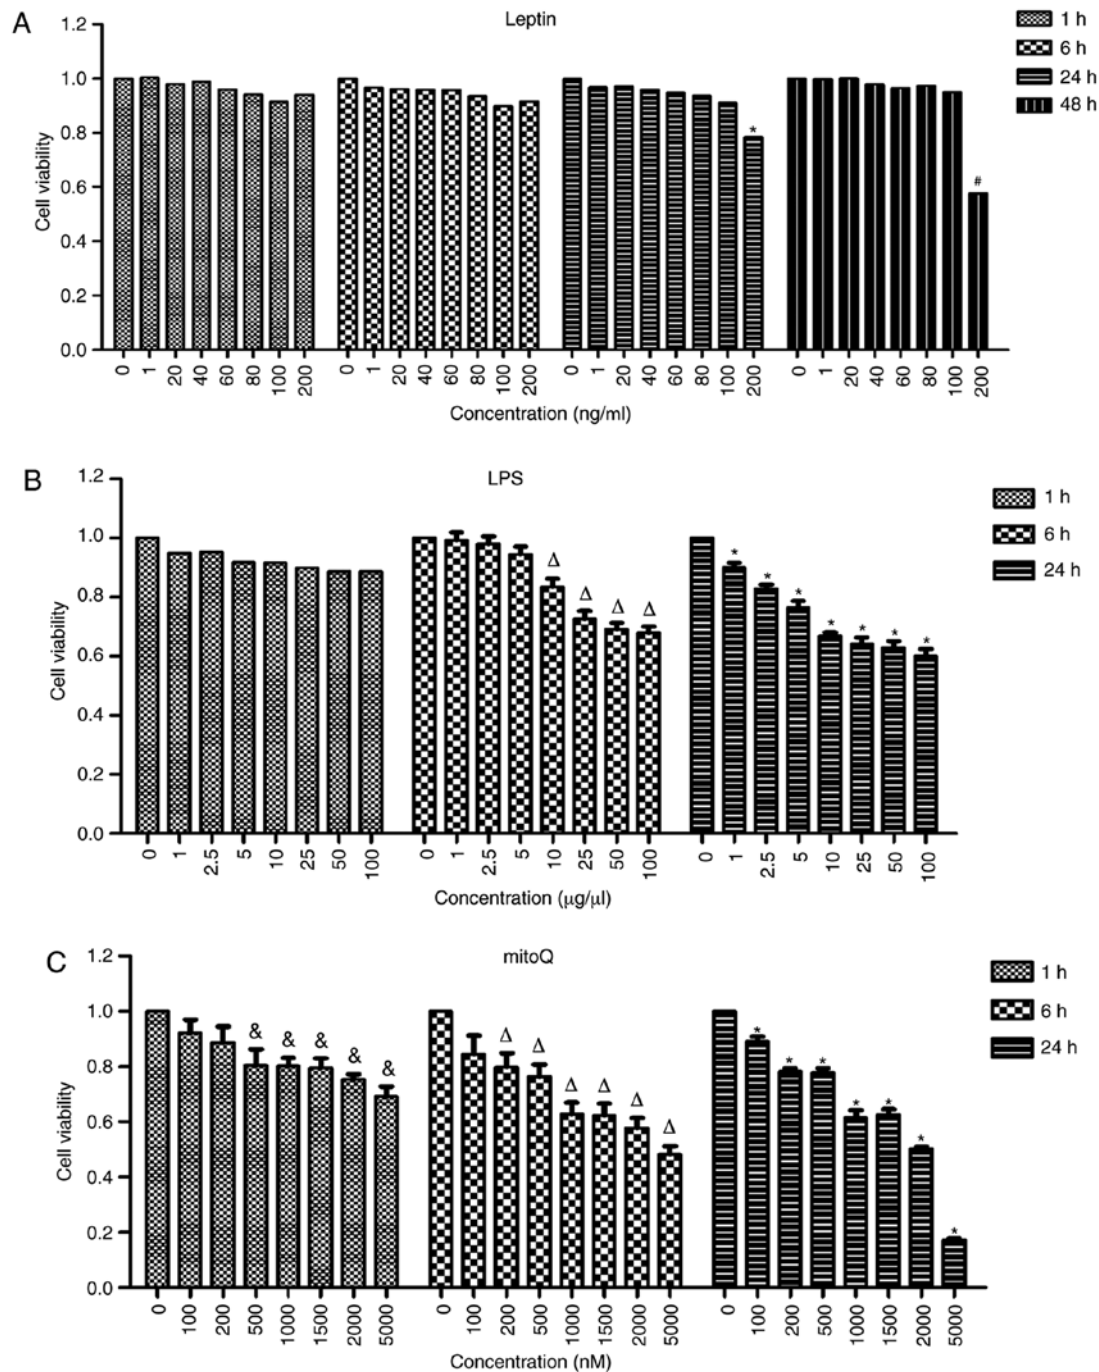 A
Leptin
1 h
6 h
24 h
48 h
Cell viability
1.2
1.0
0.8
0.6
0.4
0.2
0.0
*
#
0 1 20 40 60 80 100 200 0 1 20 40 60 80 100 200 0 1 20 40 60 80 100 200 0 1 20 40 60 80 100 200
Concentration (ng/ml)
B
LPS
1 h
6 h
24 h
Cell viability
1.2
1.0
0.8
0.6
0.4
0.2
0.0
Δ Δ Δ Δ
* * * * * * *
0 1 2.5 5 10 25 50 100 0 1 2.5 5 10 25 50 100 0 1 2.5 5 10 25 50 100
Concentration (µg/µl)
C
mitoQ
1 h
6 h
24 h
Cell viability
1.2
1.0
0.8
0.6
0.4
0.2
0.0
& & & & &
Δ Δ Δ Δ Δ Δ
* * * * * * *
0 100 200 500 1000 1500 2000 5000 0 100 200 500 1000 1500 2000 5000 0 100 200 500 1000 1500 2000 5000
Concentration (nM)